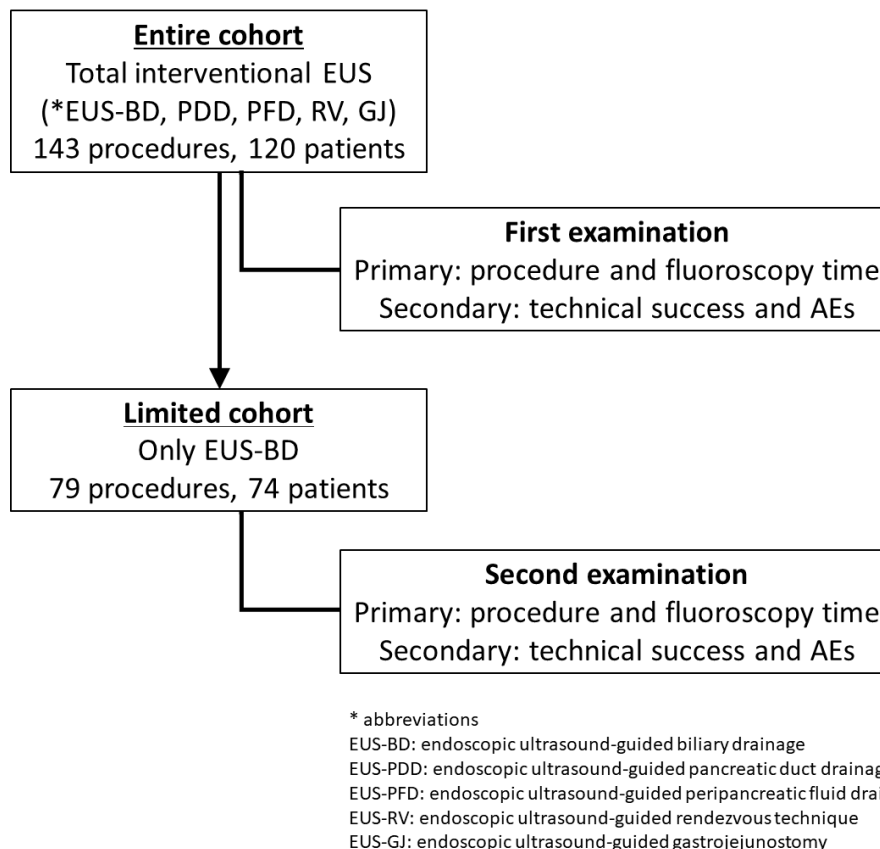 Entire cohort
Total interventional EUS
(*EUS-BD, PDD, PFD, RV, GJ)
143 procedures, 120 patients
First examination
Primary: procedure and fluoroscopy time
Secondary: technical success and AEs
Limited cohort
Only EUS-BD
79 procedures, 74 patients
Second examination
Primary: procedure and fluoroscopy time
Secondary: technical success and AEs
* abbreviations
EUS-BD: endoscopic ultrasound-guided biliary drainage
EUS-PDD: endoscopic ultrasound-guided pancreatic duct drainag
EUS-PFD: endoscopic ultrasound-guided peripancreatic fluid drai
EUS-RV: endoscopic ultrasound-guided rendezvous technique
EUS-GJ: endoscopic ultrasound-guided gastrojejunostomy